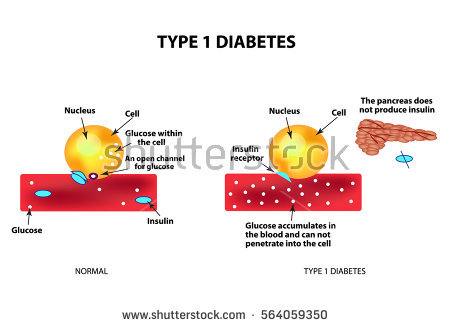 TYPE 1 DIABETES
Nucleus
Cell
Glucose within
the cell
An open channel
for glucose
Glucose
Insulin
NORMAL
Nucleus
Cell
The pancreas does
not produce insulin
Insulin
receptor
Glucose accumulates in
the blood and can not
penetrate into the cell
TYPE 1 DIABETES
shutterstock
www.shutterstock.com · 564059350